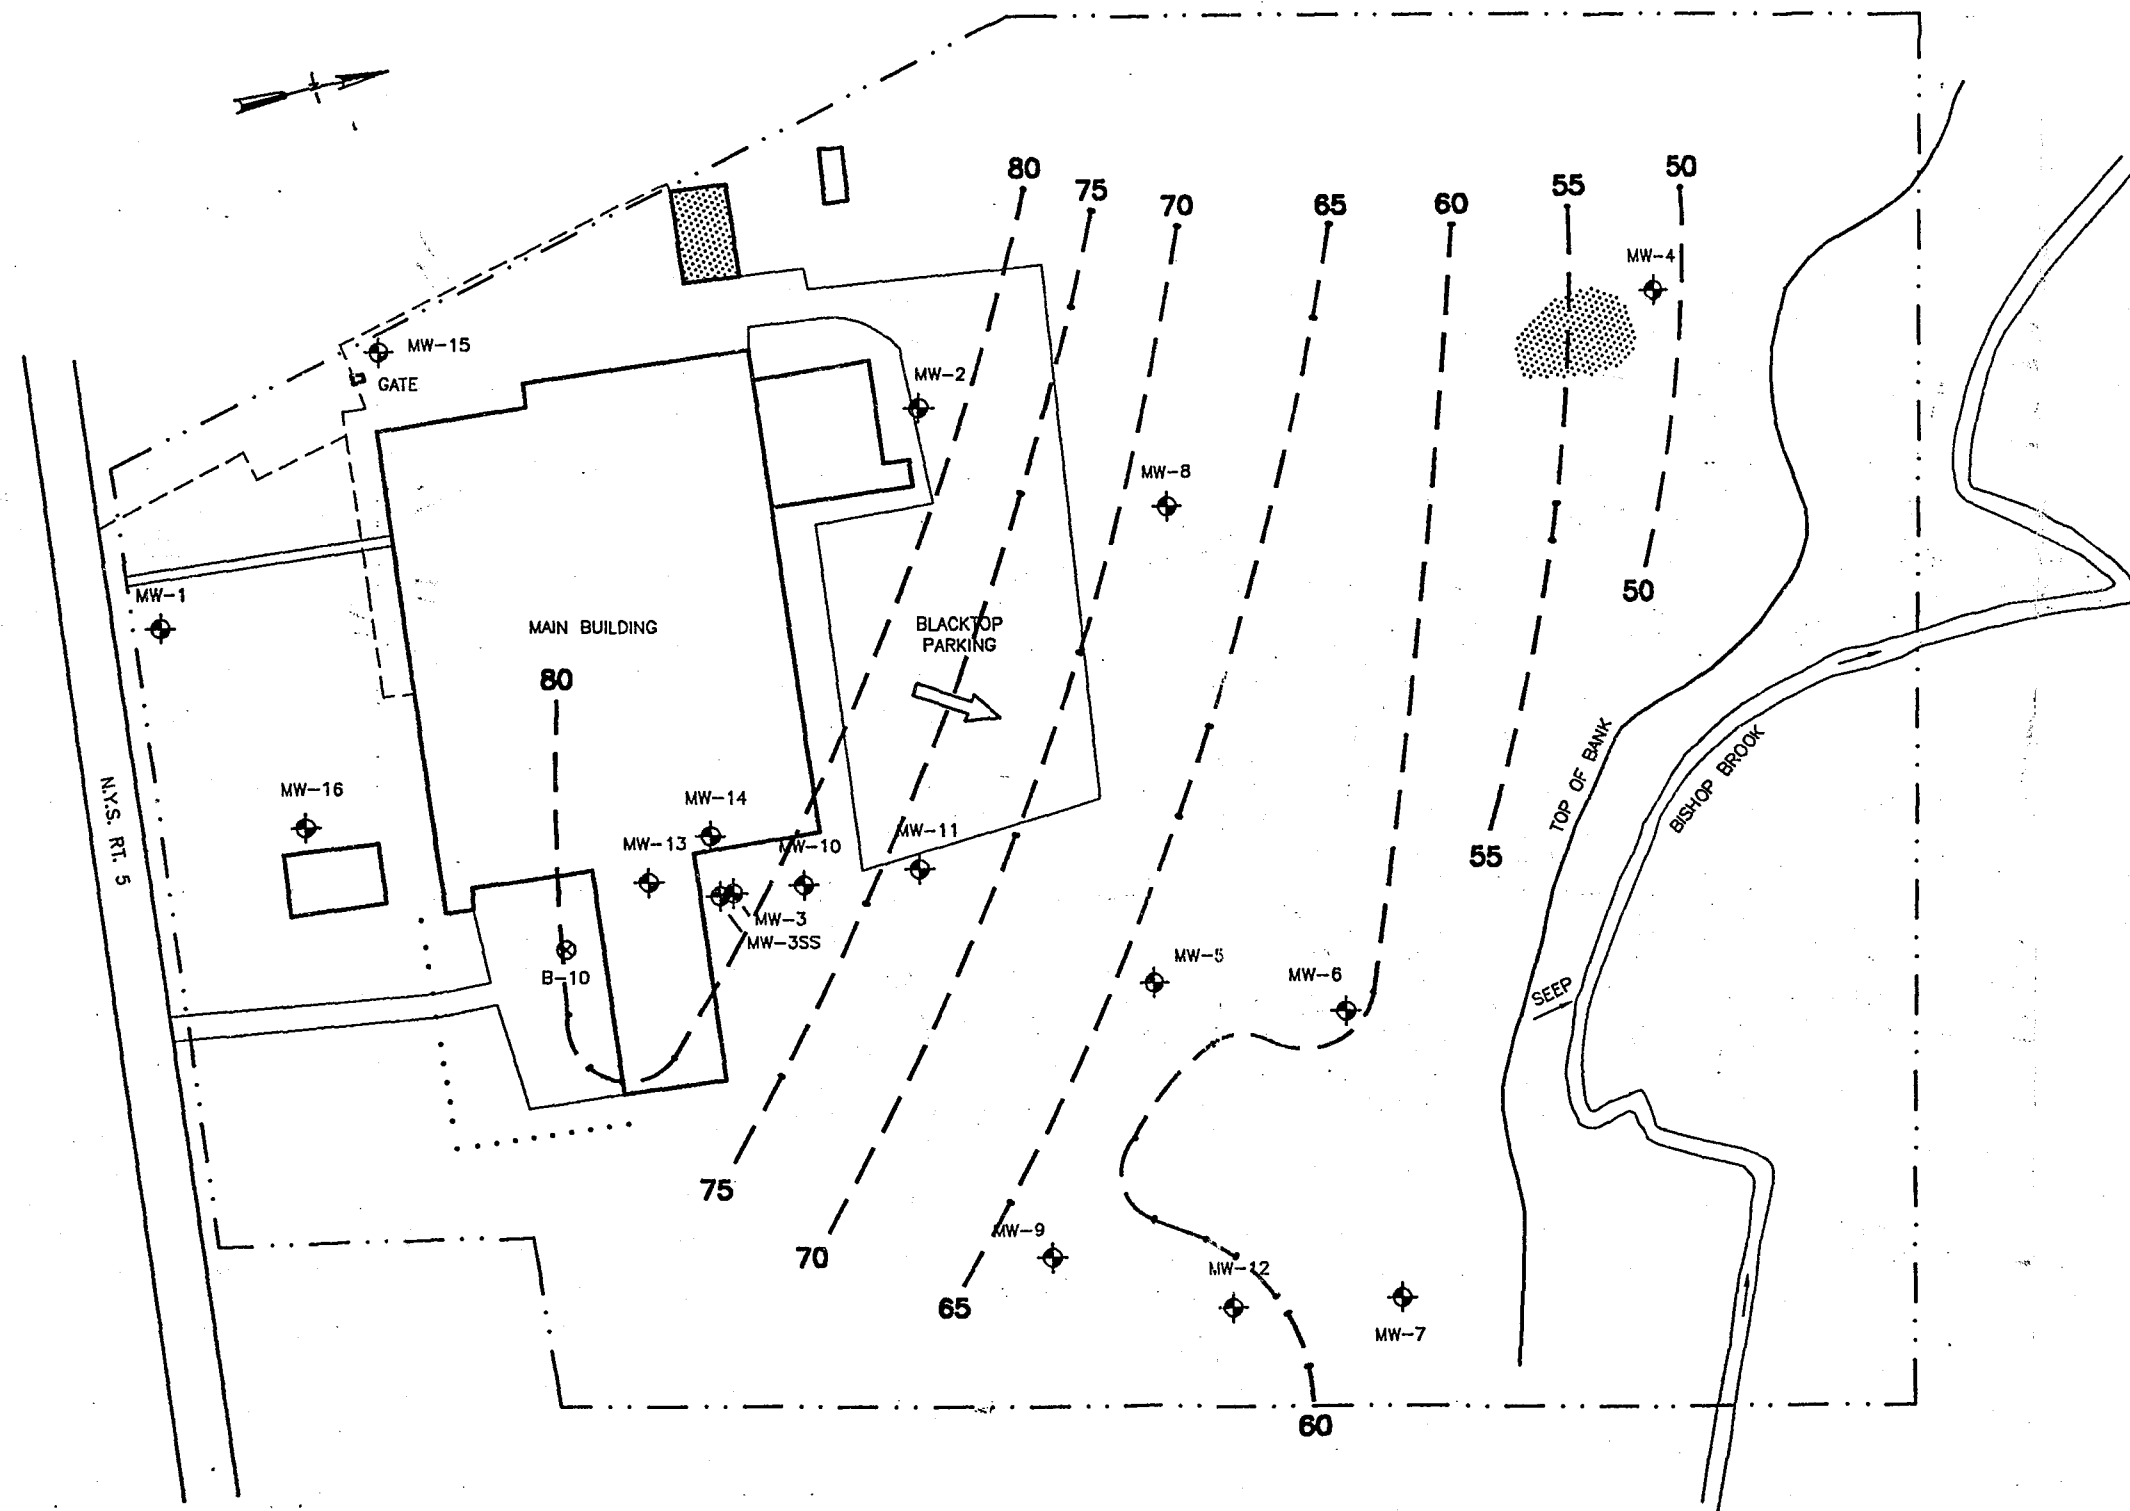 80
75
70
65
60
55
50
MW-4
MW-15
GATE
MW-2
MW-8
50
MW-1
MAIN BUILDING
BLACKTOP
PARKING
80
TOP OF BANK
BISHOP BROOK
N.Y.S. RT. 5
MW-16
MW-14
MW-13
MW-10
MW-11
55
MW-3
MW-3SS
B-10
MW-5
MW-6
SEEP
75
70
MW-9
65
MW-12
MW-7
60